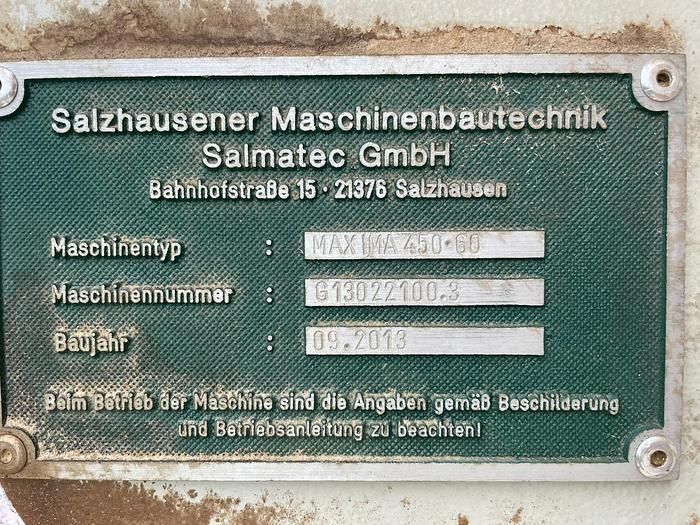 Salzhausener Maschinenbautechnik
Salmatec GmbH
Bahnhofstraße 15 · 21376 Salzhausen
Maschinentyp : MAXIMA 450·60
Maschinennummer : G13022100.3
Baujahr : 09.2013
Beim Betrieb der Maschine sind die Angaben gemäß Beschilderung
und Betriebsanleitung zu beachten!